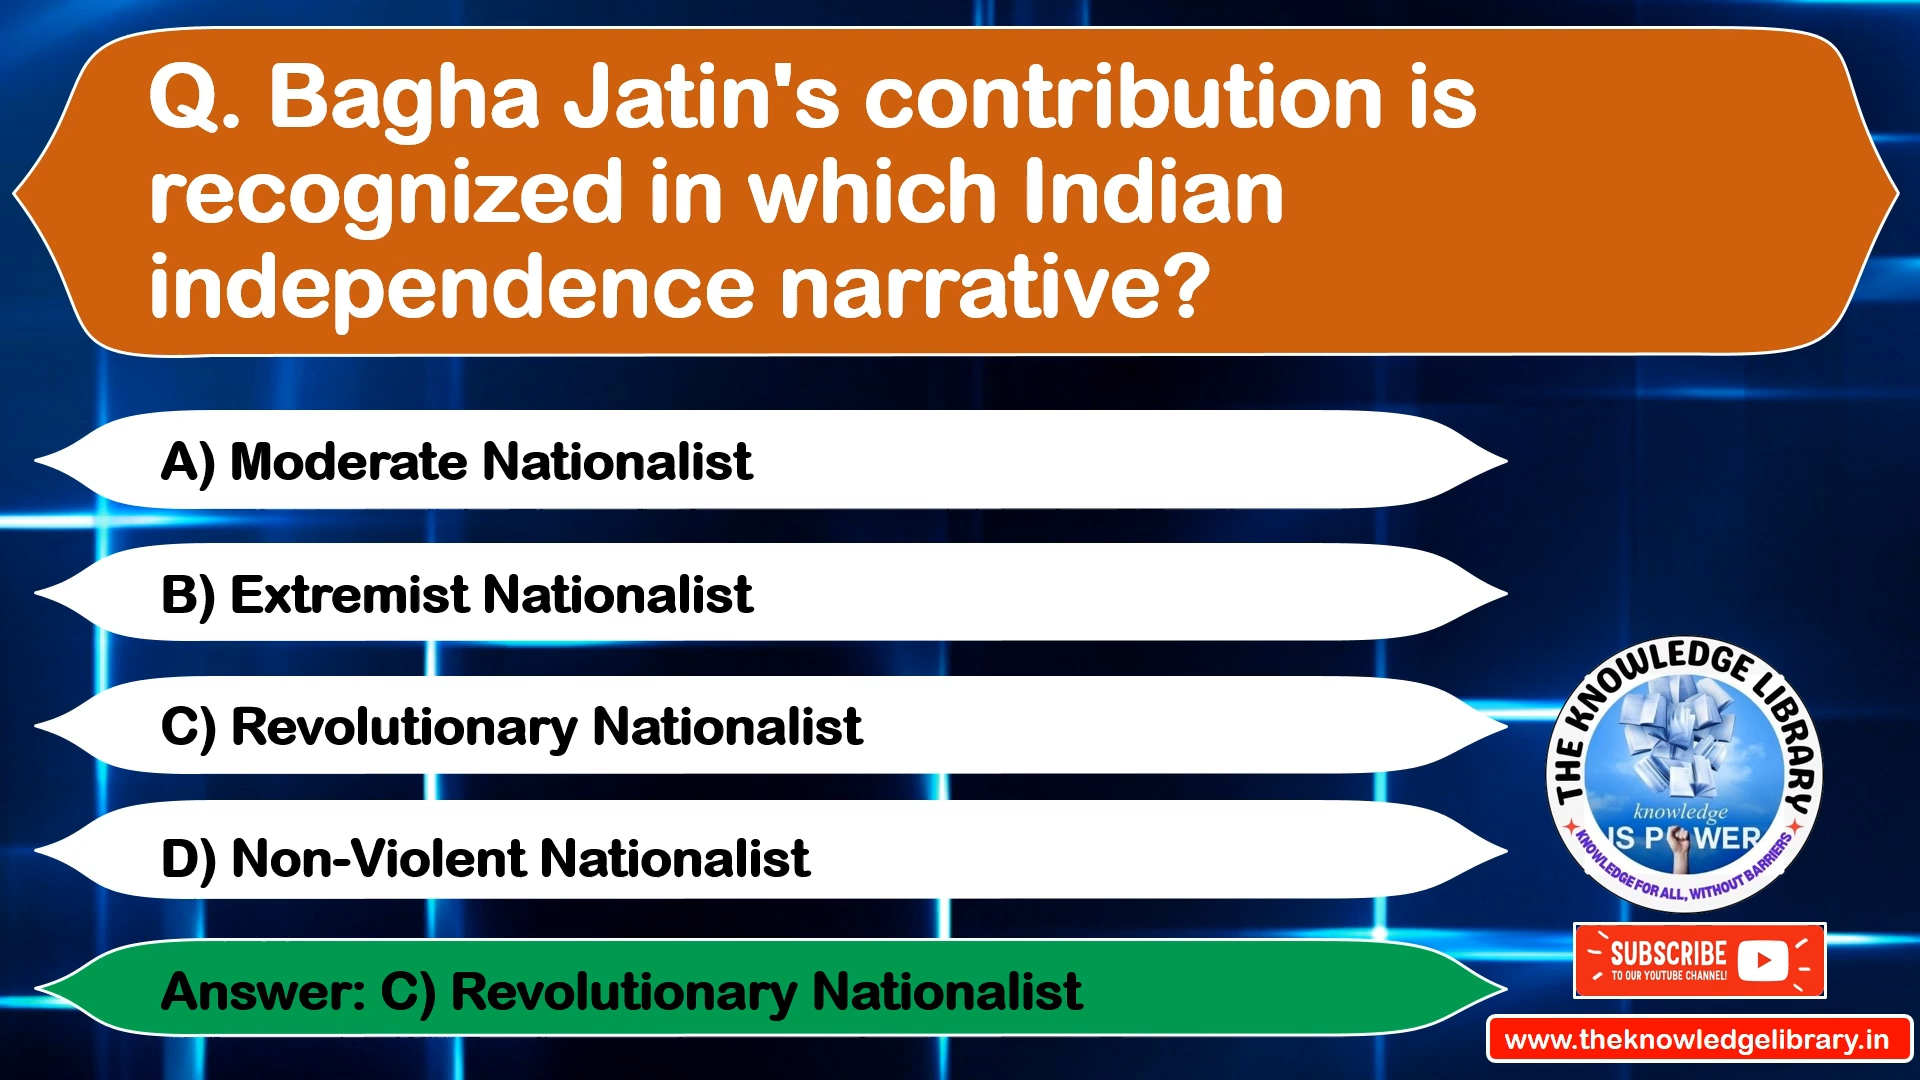 Q. Bagha Jatin's contribution is
recognized in which Indian
independence narrative?
A) Moderate Nationalist
B) Extremist Nationalist
C) Revolutionary Nationalist
D) Non-Violent Nationalist
Answer: C) Revolutionary Nationalist
THE KNOWLEDGE LIBRARY
knowledge
IS POWER
KNOWLEDGE FOR ALL, WITHOUT BARRIERS
SUBSCRIBE
TO OUR YOUTUBE CHANNEL!
www.theknowledgelibrary.in